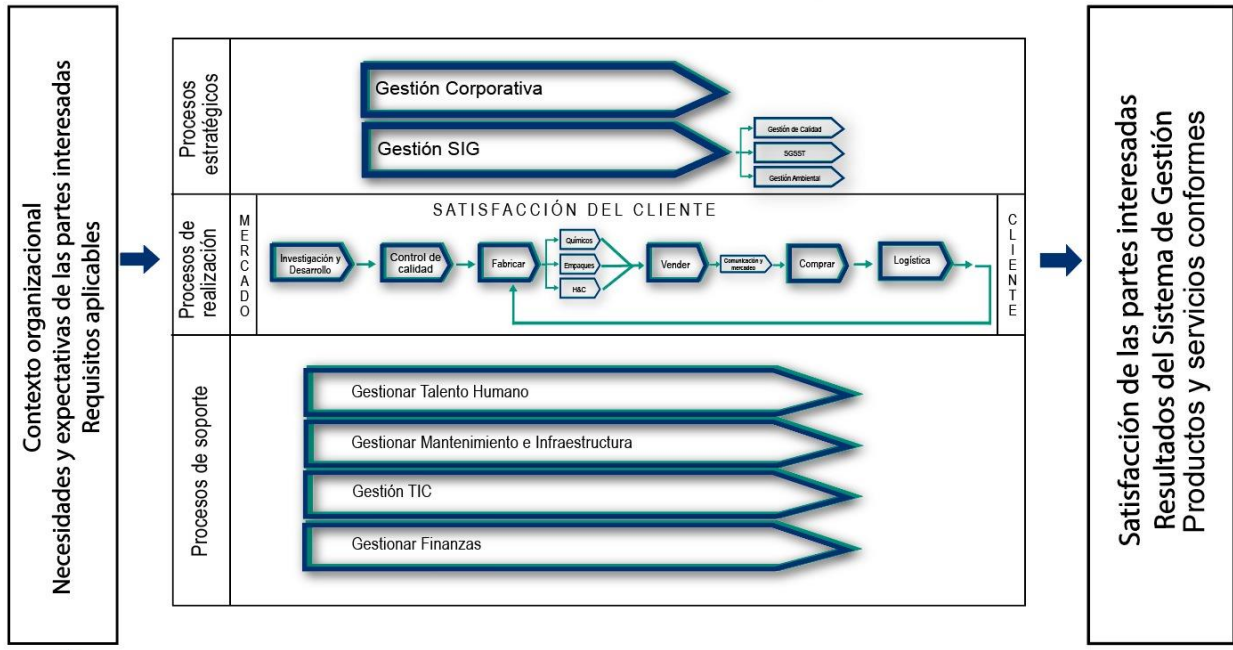 Contexto organizacional
Necesidades y expectativas de las partes interesadas
Requisitos aplicables
Procesos
estratégicos
Gestión Corporativa
Gestión SIG
Gestión de Calidad
SGSST
Gestión Ambiental
Procesos de
realización
MERCADO
SATISFACCIÓN DEL CLIENTE
Investigación y
Desarrollo
Control de
calidad
Fabricar
Químicos
Empaques
H&C
Vender
Comunicación y
mercadeo
Comprar
Logística
CLIENTE
Procesos de soporte
Gestionar Talento Humano
Gestionar Mantenimiento e Infraestructura
Gestión TIC
Gestionar Finanzas
Satisfacción de las partes interesadas
Resultados del Sistema de Gestión
Productos y servicios conformes